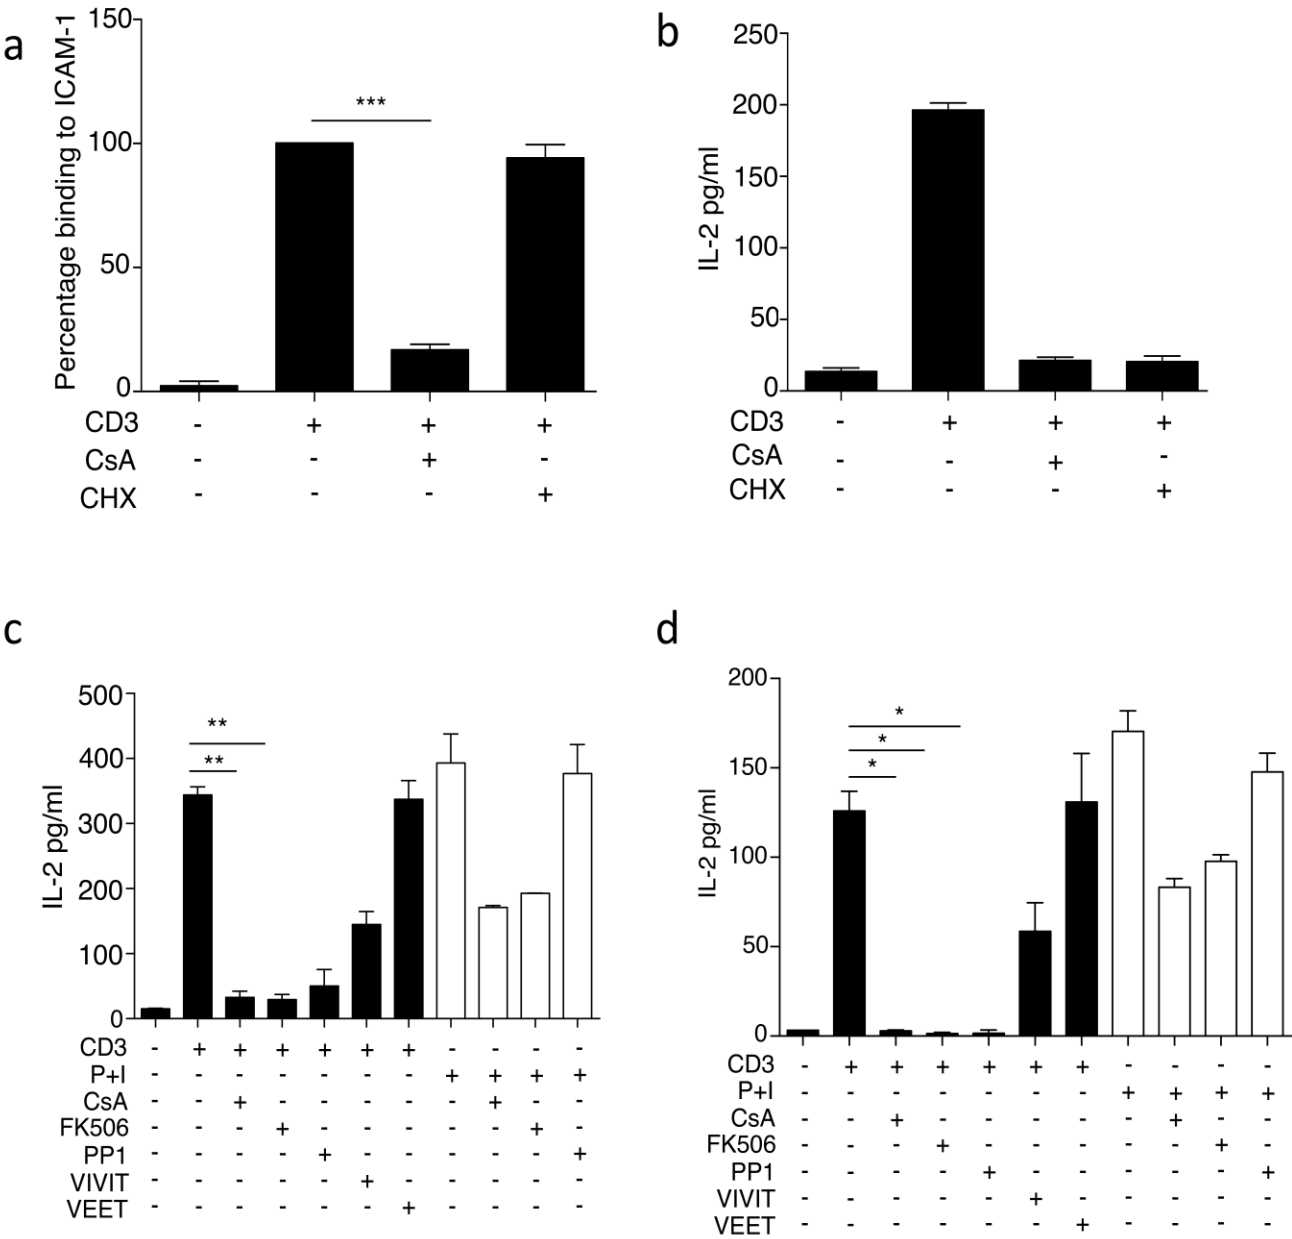 a
Percentage binding to ICAM-1
150
100
50
0
***
CD3 - + + +
CsA - - + -
CHX - - - +
b
IL-2 pg/ml
250
200
150
100
50
0
CD3 - + + +
CsA - - + -
CHX - - - +
c
IL-2 pg/ml
500
400
300
200
100
0
**
**
CD3 - + + + + + + - - - -
P+I - - - - - - - + + + +
CsA - - + - - - - - + - -
FK506 - - - + - - - - - + -
PP1 - - - - + - - - - - +
VIVIT - - - - - + - - - - -
VEET - - - - - - + - - - -
d
IL-2 pg/ml
200
150
100
50
0
*
*
*
CD3 - + + + + + + - - - -
P+I - - - - - - - + + + +
CsA - - + - - - - - + - -
FK506 - - - + - - - - - + -
PP1 - - - - + - - - - - +
VIVIT - - - - - + - - - - -
VEET - - - - - - + - - - -